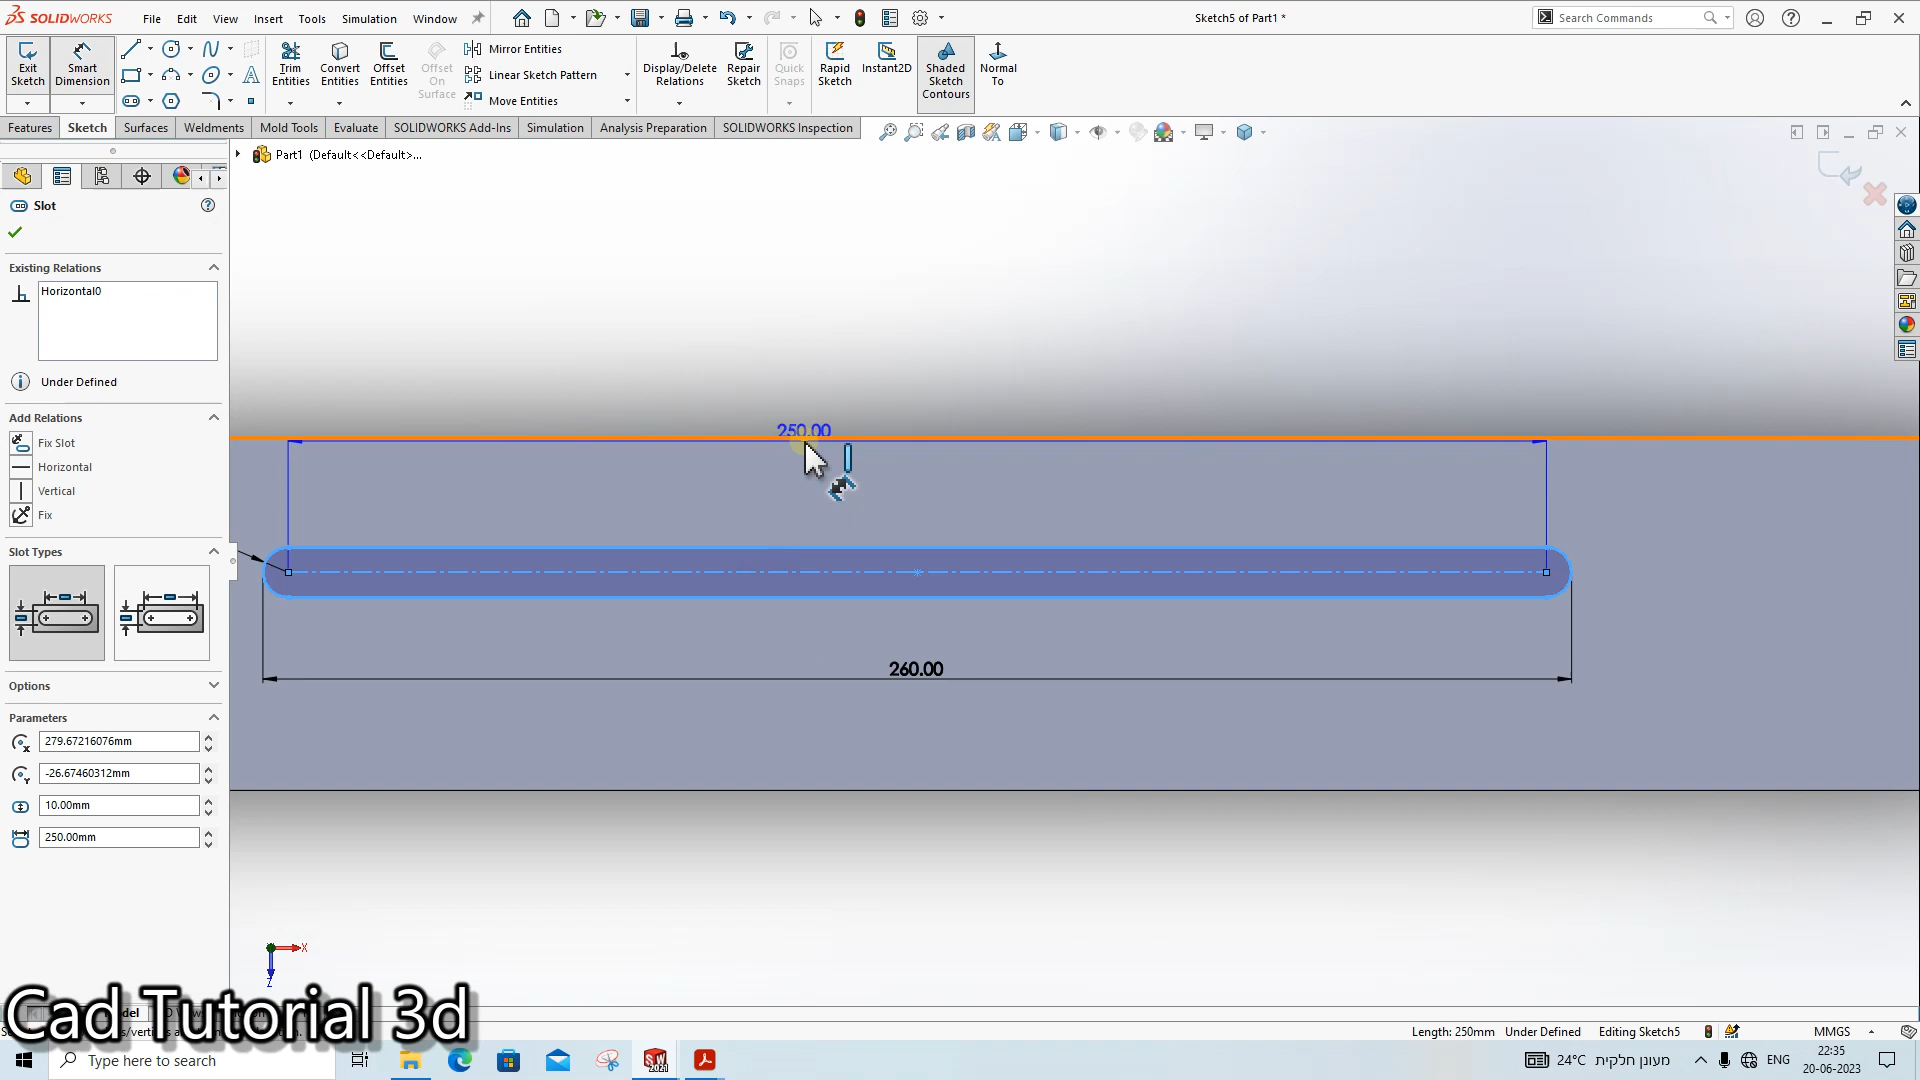 SOLIDWORKS
File
Edit
View
Insert
Tools
Simulation
Window
Sketch5 of Part1 *
Search Commands
Exit
Sketch
Smart
Dimension
Trim
Entities
Convert
Entities
Offset
Entities
Offset
On
Surface
Mirror Entities
Linear Sketch Pattern
Move Entities
Display/Delete
Relations
Repair
Sketch
Quick
Snaps
Rapid
Sketch
Instant2D
Shaded
Sketch
Contours
Normal
To
Features
Sketch
Surfaces
Weldments
Mold Tools
Evaluate
SOLIDWORKS Add-Ins
Simulation
Analysis Preparation
SOLIDWORKS Inspection
Part1 (Default<<Default>...
Slot
Existing Relations
Horizontal0
Under Defined
Add Relations
Fix Slot
Horizontal
Vertical
Fix
Slot Types
Options
Parameters
279.67216076mm
-26.67460312mm
10.00mm
250.00mm
250.00
260.00
X
Z
Cad Tutorial 3d
Length: 250mm
Under Defined
Editing Sketch5
MMGS
Type here to search
SW
2021
24°C
מעונן חלקית
ENG
22:35
20-06-2023